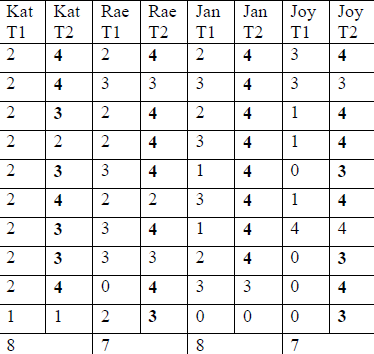 Kat T1 Kat T2 Rae T1 Rae T2 Jan T1 Jan T2 Joy T1 Joy T2
2 4 2 4 2 4 3 4
2 4 3 3 3 4 3 3
2 3 2 4 2 4 1 4
2 2 2 4 3 4 1 4
2 3 3 4 1 4 0 3
2 4 2 2 3 4 1 4
2 3 3 4 1 4 4 4
2 3 3 3 2 4 0 3
2 4 0 4 3 3 0 4
1 1 2 3 0 0 0 3
8 7 8 7